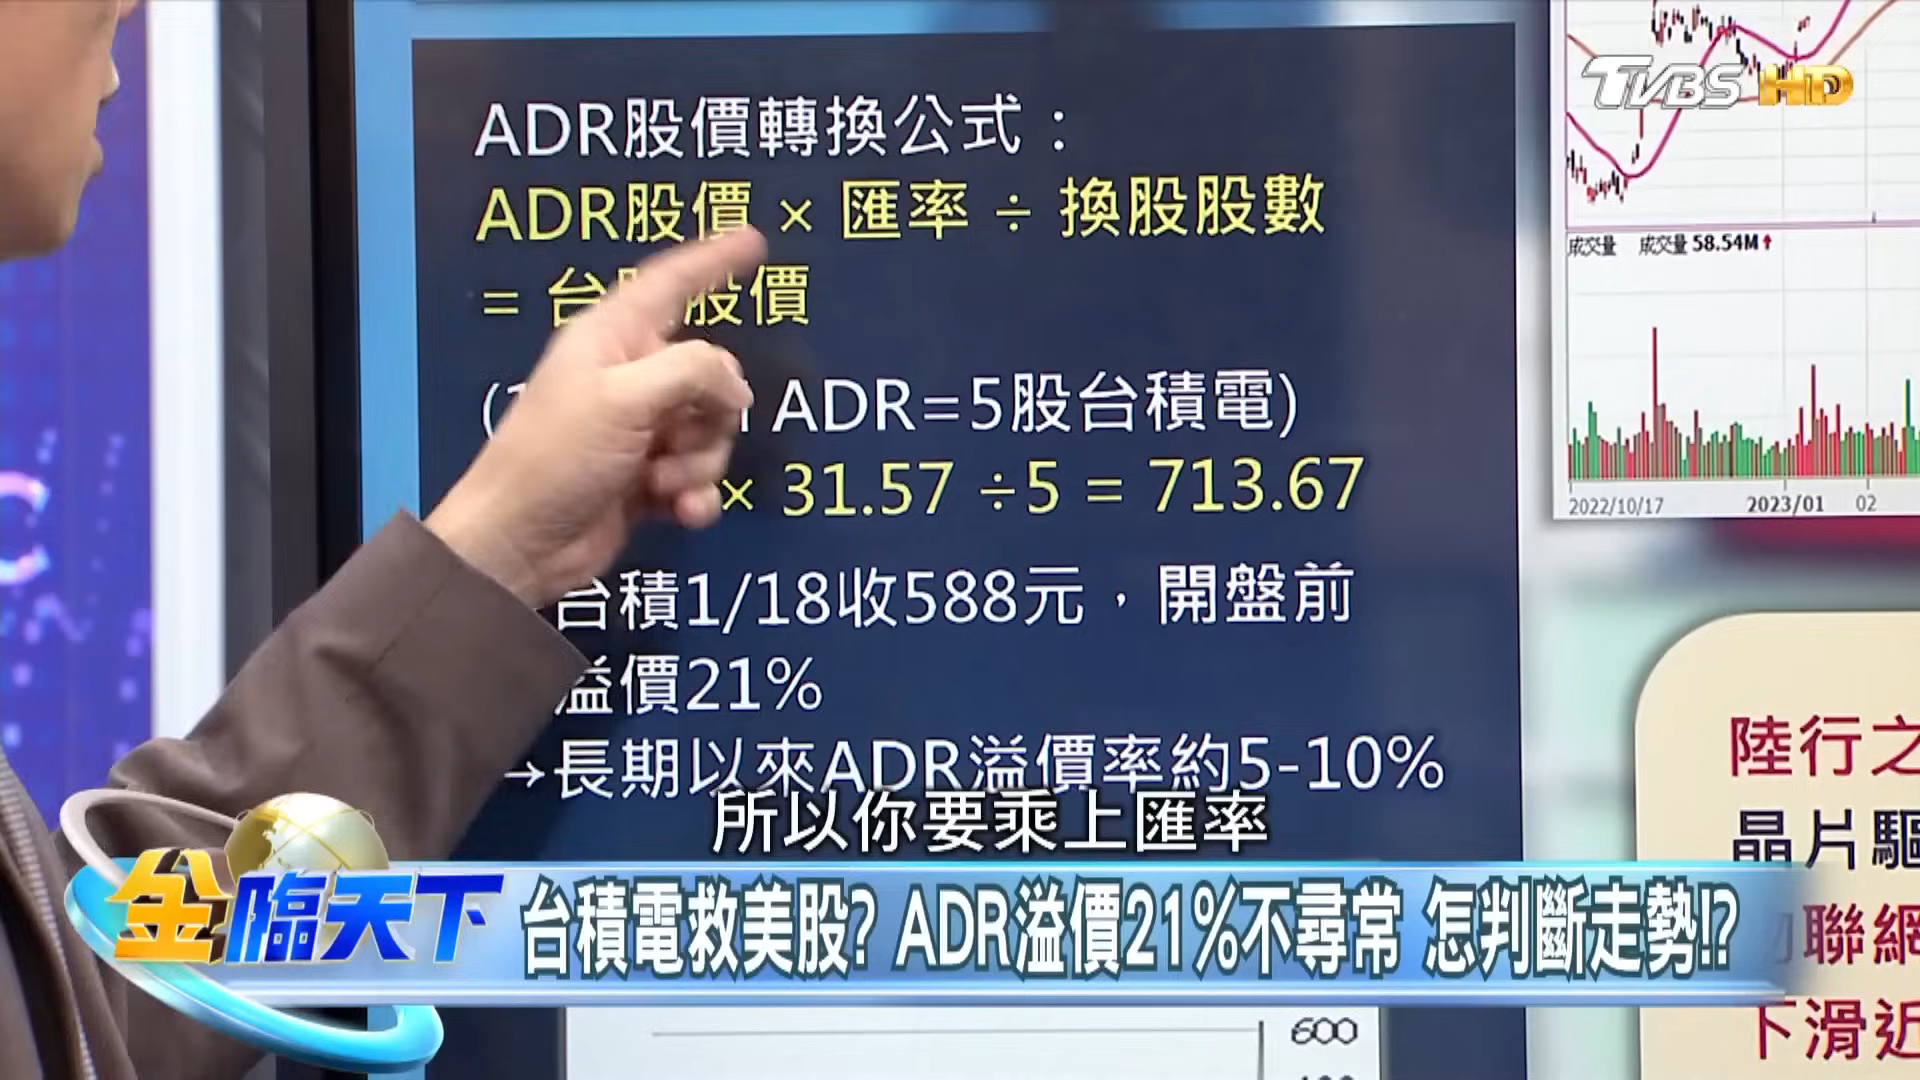 ADR股價轉換公式：
ADR股價 × 匯率 ÷ 換股股數
= 台 股價
ADR=5股台積電)
× 31.57 ÷5 = 713.67
台積1/18收588元，開盤前
溢價21%
→長期以來ADR溢價率約5-10%
所以你要乘上匯率
金臨天下
台積電救美股? ADR溢價21%不尋常 怎判斷走勢!?
600
TVBS HD
成交量 成交量 58.54M↑
2022/10/17 2023/01 02
陸行之
晶片驅
聯網
下滑近